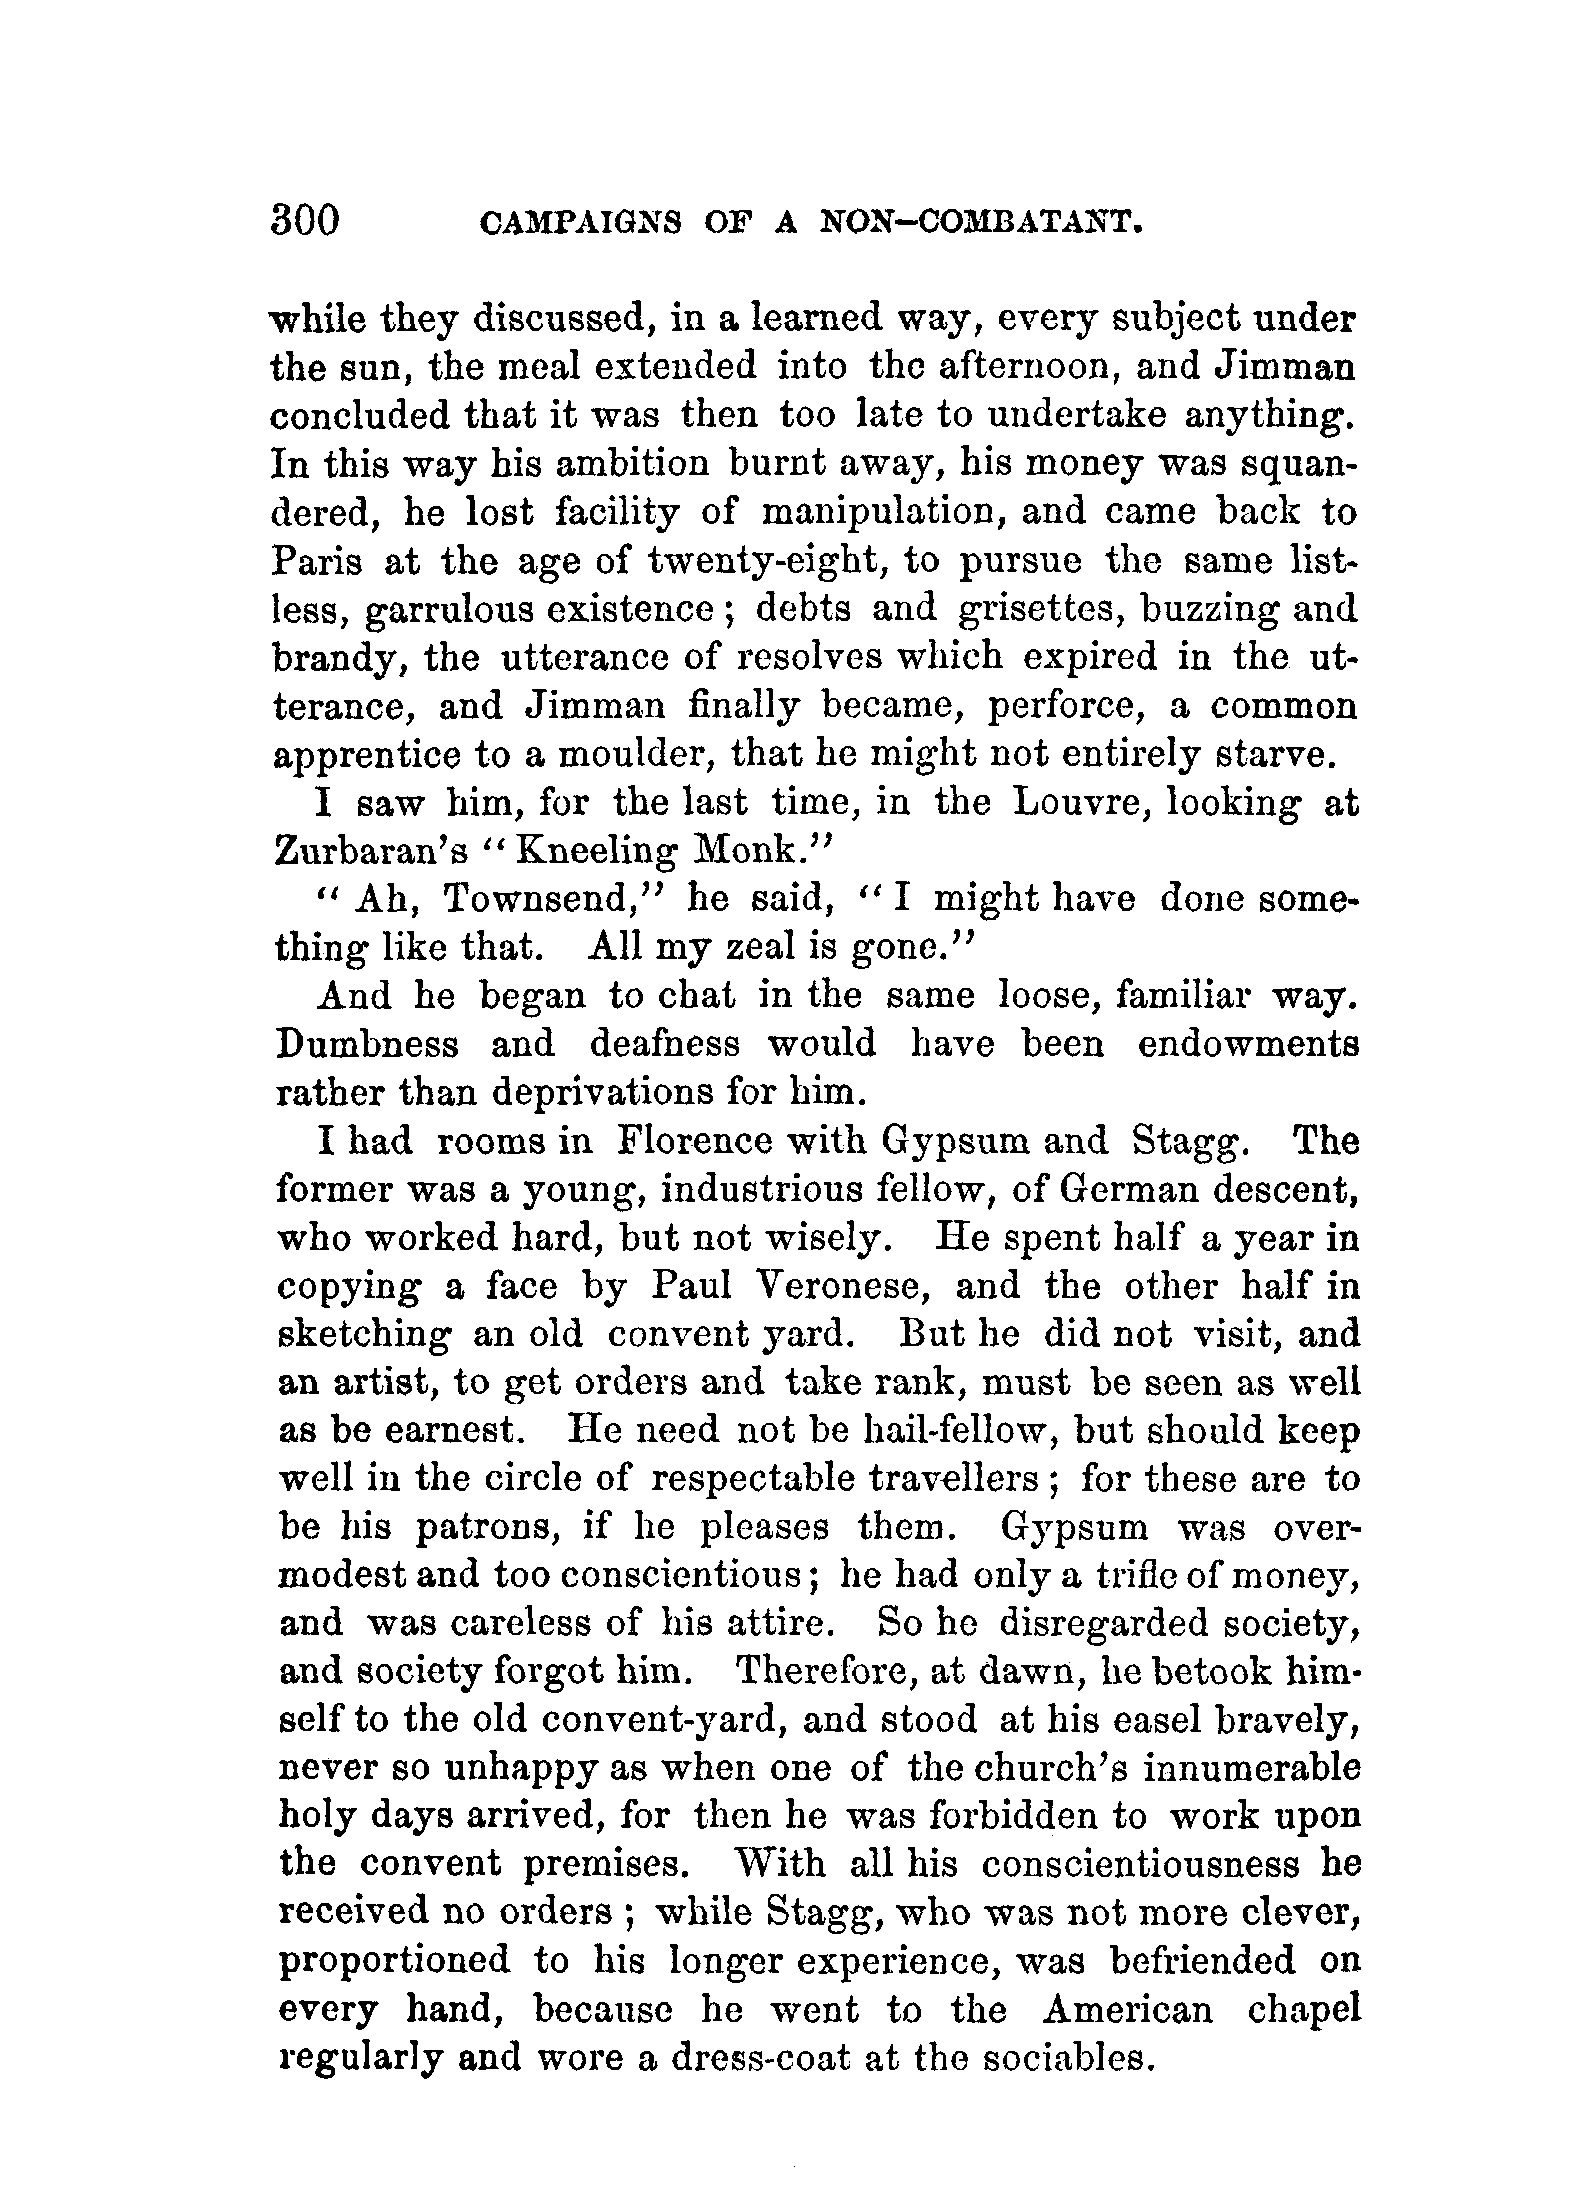 300 CAMPAIGNS OF A NON-COMBATANT.
while they discussed, in a learned way, every subject under
the sun, the meal extended into the afternoon, and Jimman
concluded that it was then too late to undertake anything.
In this way his ambition burnt away, his money was squan-
dered, he lost facility of manipulation, and came back to
Paris at the age of twenty-eight, to pursue the same list-
less, garrulous existence ; debts and grisettes, buzzing and
brandy, the utterance of resolves which expired in the ut-
terance, and Jimman finally became, perforce, a common
apprentice to a moulder, that he might not entirely starve.
I saw him, for the last time, in the Louvre, looking at
Zurbaran's " Kneeling Monk."
" Ah, Townsend," he said, " I might have done some-
thing like that. All my zeal is gone."
And he began to chat in the same loose, familiar way.
Dumbness and deafness would have been endowments
rather than deprivations for him.
I had rooms in Florence with Gypsum and Stagg. The
former was a young, industrious fellow, of German descent,
who worked hard, but not wisely. He spent half a year in
copying a face by Paul Veronese, and the other half in
sketching an old convent yard. But he did not visit, and
an artist, to get orders and take rank, must be seen as well
as be earnest. He need not be hail-fellow, but should keep
well in the circle of respectable travellers ; for these are to
be his patrons, if he pleases them. Gypsum was over-
modest and too conscientious ; he had only a trifle of money,
and was careless of his attire. So he disregarded society,
and society forgot him. Therefore, at dawn, he betook him-
self to the old convent-yard, and stood at his easel bravely,
never so unhappy as when one of the church's innumerable
holy days arrived, for then he was forbidden to work upon
the convent premises. With all his conscientiousness he
received no orders ; while Stagg, who was not more clever,
proportioned to his longer experience, was befriended on
every hand, because he went to the American chapel
regularly and wore a dress-coat at the sociables.